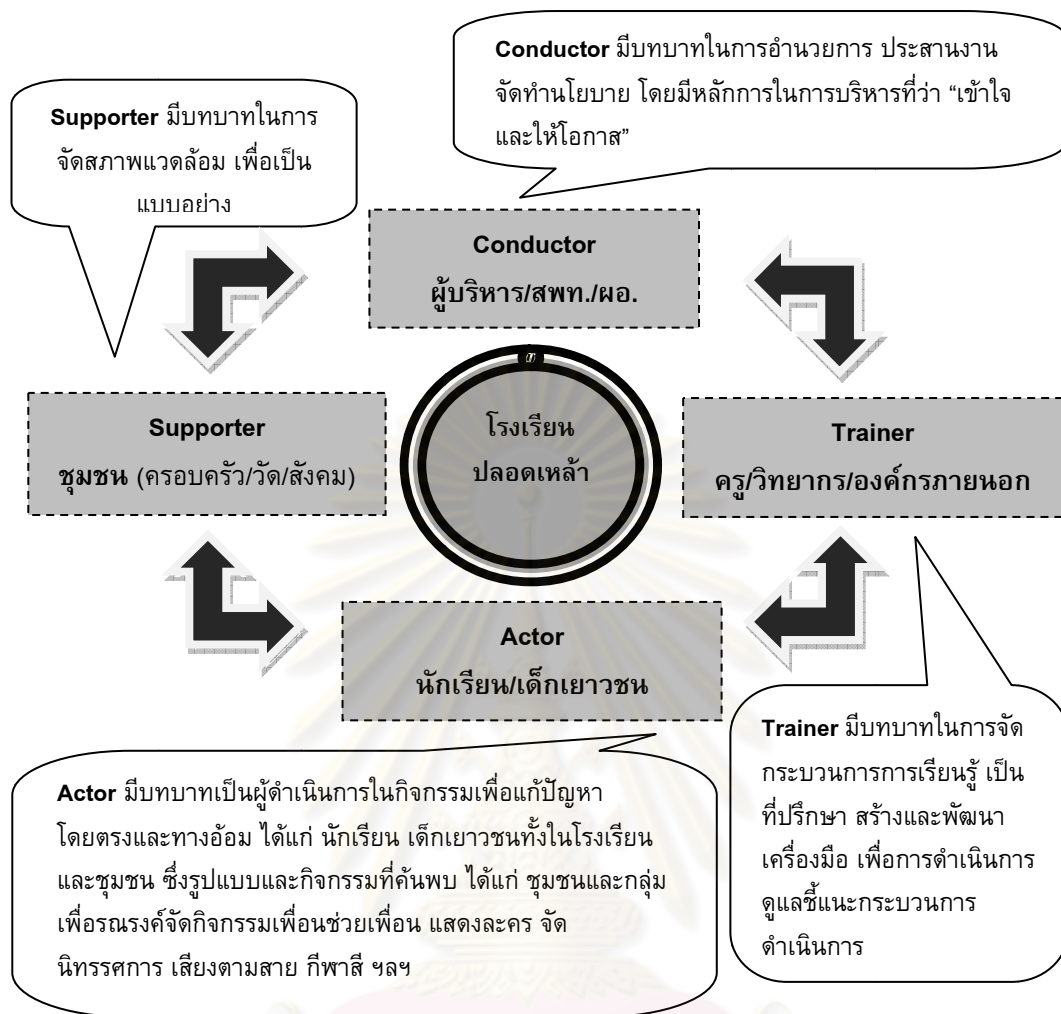 Conductor มีบทบาทในการอำนวยการ ประสานงาน
จัดทำนโยบาย โดยมีหลักการในการบริหารที่ว่า “เข้าใจ
และให้โอกาส”
Supporter มีบทบาทในการ
จัดสภาพแวดล้อม เพื่อเป็น
แบบอย่าง
Conductor
ผู้บริหาร/สพท./ผอ.
Supporter
ชุมชน (ครอบครัว/วัด/สังคม)
โรงเรียน
ปลอดเหล้า
Trainer
ครู/วิทยากร/องค์กรภายนอก
Actor
นักเรียน/เด็กเยาวชน
Trainer มีบทบาทในการจัด
กระบวนการการเรียนรู้ เป็น
ที่ปรึกษา สร้างและพัฒนา
เครื่องมือ เพื่อการดำเนินการ
ดูแลชี้แนะกระบวนการ
ดำเนินการ
Actor มีบทบาทเป็นผู้ดำเนินการในกิจกรรมเพื่อแก้ปัญหา
โดยตรงและทางอ้อม ได้แก่ นักเรียน เด็กเยาวชนทั้งในโรงเรียน
และชุมชน ซึ่งรูปแบบและกิจกรรมที่ค้นพบ ได้แก่ ชุมชนและกลุ่ม
เพื่อรณรงค์จัดกิจกรรมเพื่อนช่วยเพื่อน แสดงละคร จัด
นิทรรศการ เสียงตามสาย กีฬาสี ฯลฯ